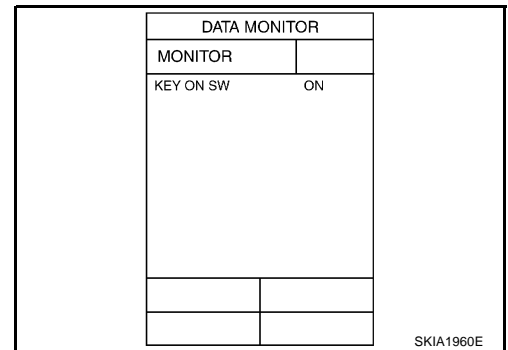 DATA MONITOR
MONITOR
KEY ON SW ON
SKIA1960E